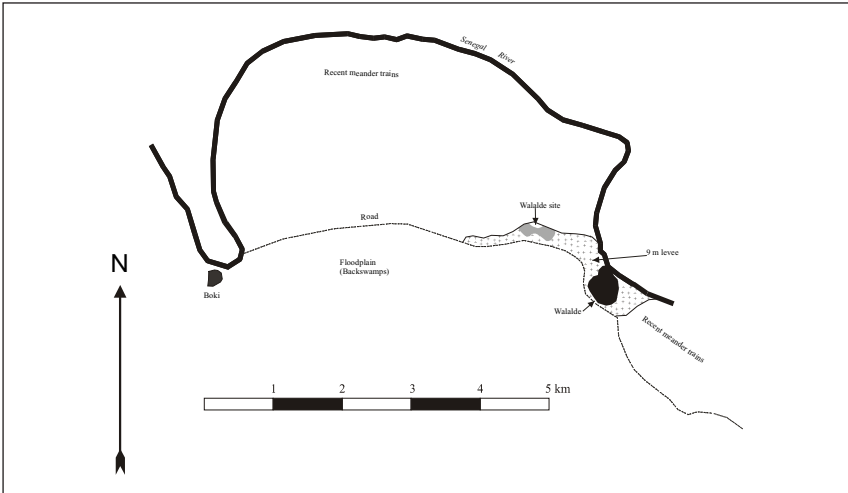 Senegal River
Recent meander trains
Walalde site
Road
9 m levee
Floodplain
(Backswamps)
N
Boki
Walalde
Recent meander trains
1 2 3 4 5 km